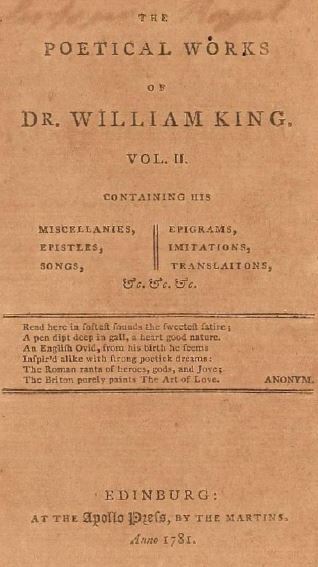 THE
POETICAL WORKS
OF
DR. WILLIAM KING.
VOL. II.
CONTAINING HIS
MISCELLANIES,
EPISTLES,
SONGS,
EPIGRAMS,
IMITATIONS,
TRANSLATIONS,
&c. &c. &c.
Read here in ſofteſt ſounds the ſweeteſt ſatire;
A pen dipt deep in gall, a heart good nature.
An Engliſh Ovid, from his birth he ſeems
Inſpir'd alike with ſtrong poetick dreams:
The Roman rants of heroes, gods, and Jove;
The Briton purely paints The Art of Love. ANONYM.
EDINBURG:
AT THE Apollo Preſs, BY THE MARTINS.
Anno 1781.